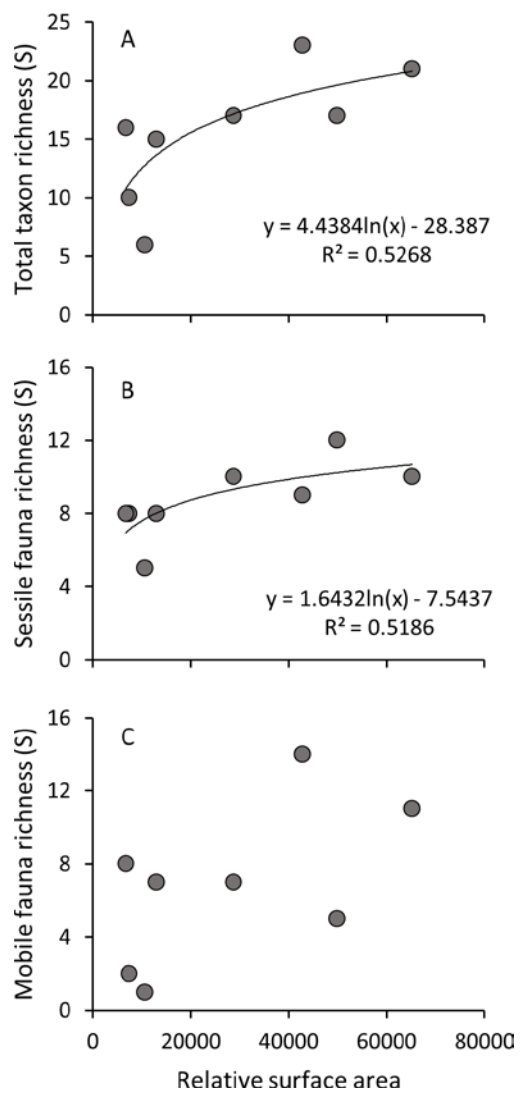 A
Total taxon richness (S)
25
20
15
10
5
0
y = 4.4384ln(x) - 28.387
R² = 0.5268
B
Sessile fauna richness (S)
16
12
8
4
0
y = 1.6432ln(x) - 7.5437
R² = 0.5186
C
Mobile fauna richness (S)
16
12
8
4
0
0 20000 40000 60000 80000
Relative surface area